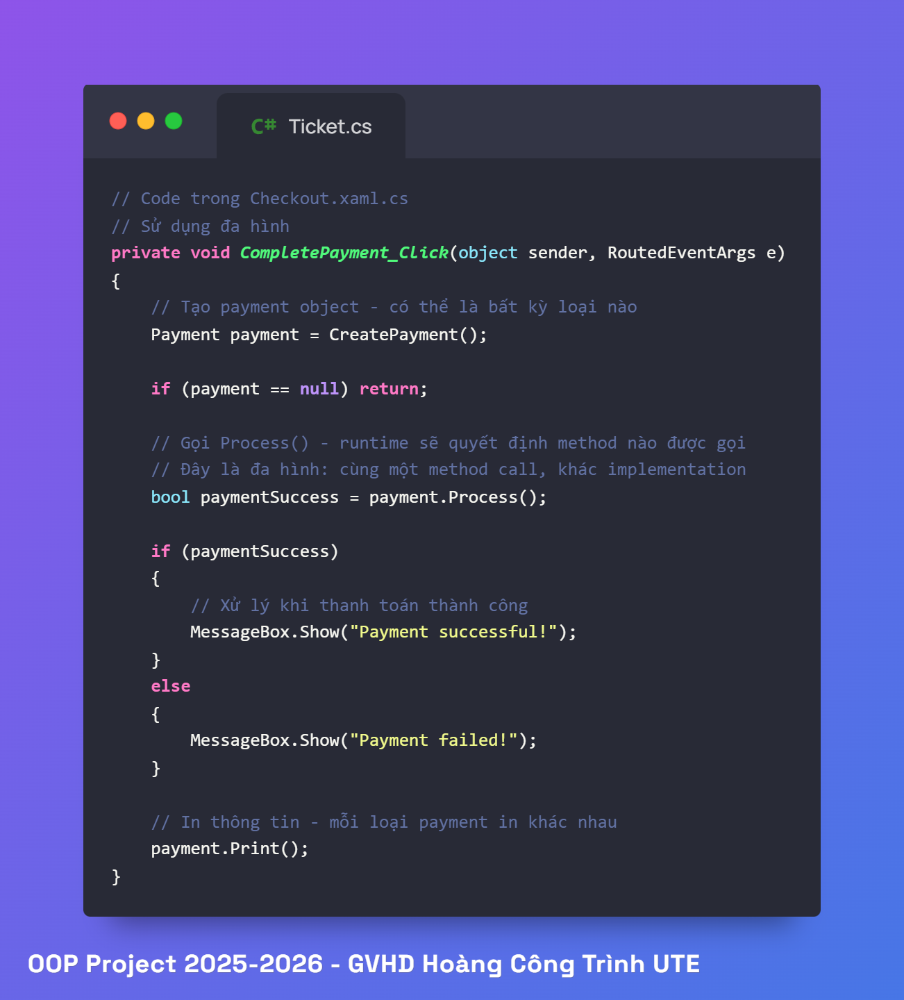 C# Ticket.cs
// Code trong Checkout.xaml.cs
// Sử dụng đa hình
private void CompletePayment_Click(object sender, RoutedEventArgs e)
{
    // Tạo payment object - có thể là bất kỳ loại nào
    Payment payment = CreatePayment();
    if (payment == null) return;
    // Gọi Process() - runtime sẽ quyết định method nào được gọi
    // Đây là đa hình: cùng một method call, khác implementation
    bool paymentSuccess = payment.Process();
    if (paymentSuccess)
    {
        // Xử lý khi thanh toán thành công
        MessageBox.Show("Payment successful!");
    }
    else
    {
        MessageBox.Show("Payment failed!");
    }
    // In thông tin - mỗi loại payment in khác nhau
    payment.Print();
}
OOP Project 2025-2026 - GVHD Hoàng Công Trình UTE